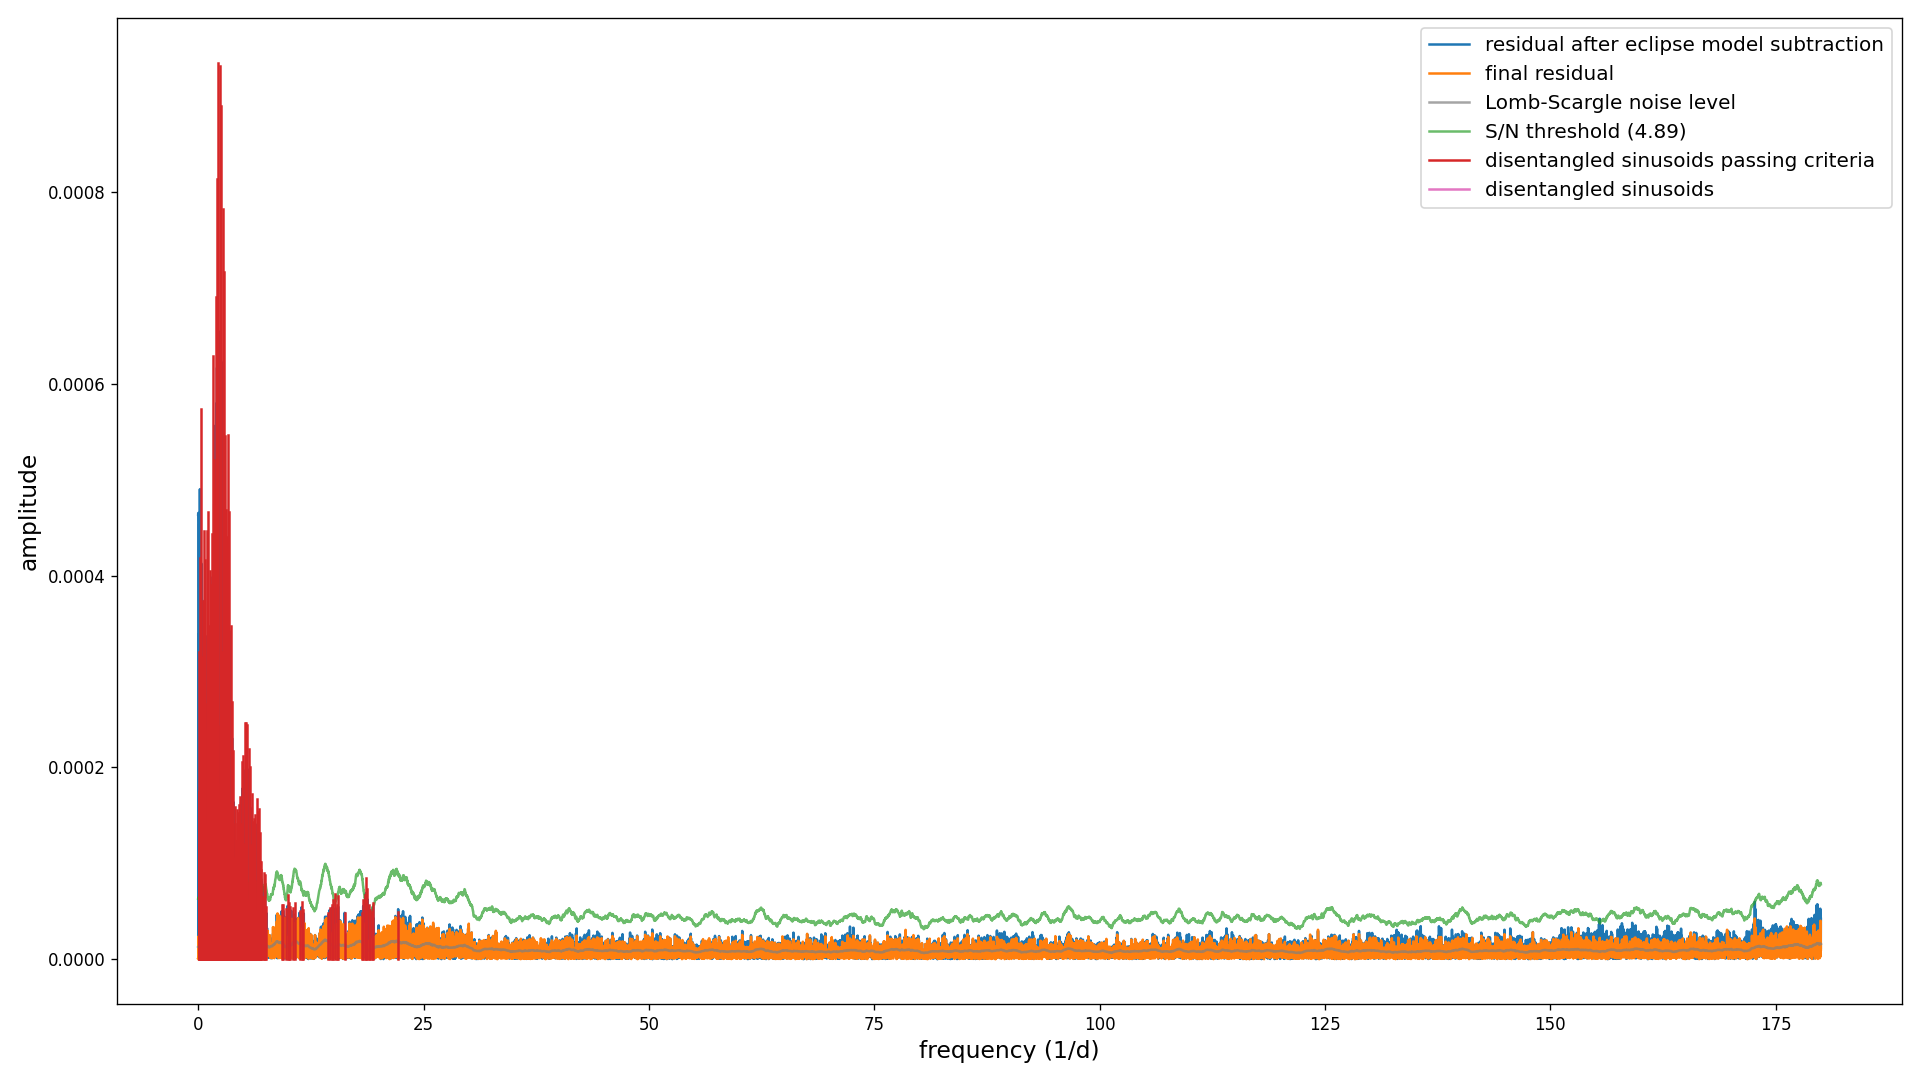 residual after eclipse model subtraction
final residual
Lomb-Scargle noise level
S/N threshold (4.89)
disentangled sinusoids passing criteria
disentangled sinusoids
0.0008
0.0006
0.0004
0.0002
0.0000
amplitude
0 25 50 75 100 125 150 175
frequency (1/d)